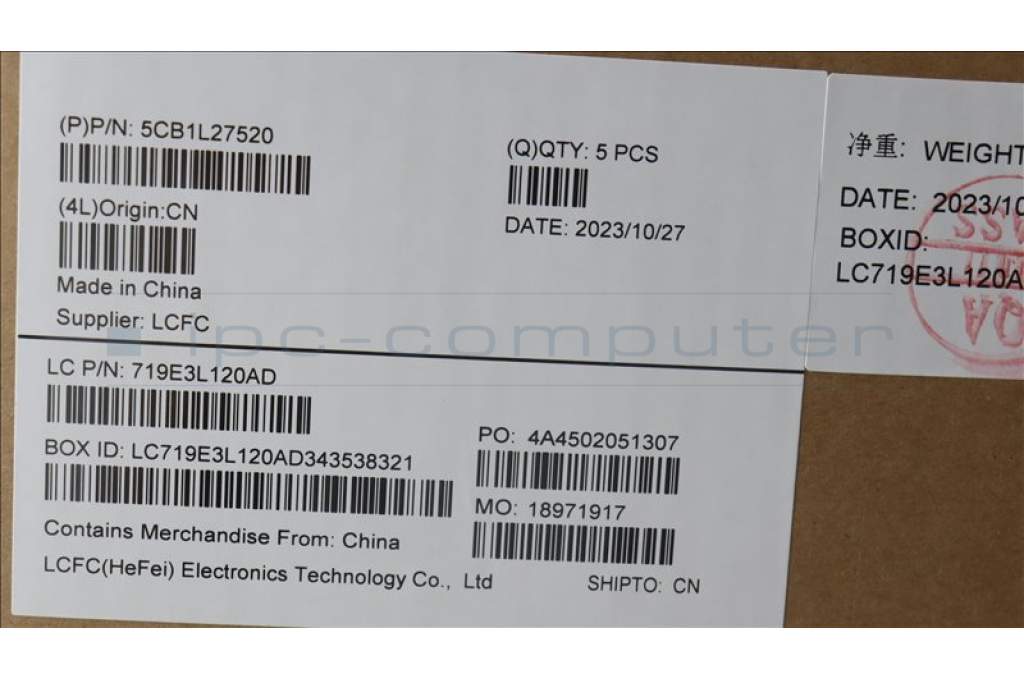 (P)P/N: 5CB1L27520
(Q)QTY: 5 PCS
(4L)Origin:CN
DATE: 2023/10/27
Made in China
Supplier: LCFC
ipc-computer
LC P/N: 719E3L120AD
BOX ID: LC719E3L120AD343538321
PO: 4A4502051307
MO: 18971917
Contains Merchandise From: China
LCFC(HeFei) Electronics Technology Co., Ltd
SHIPTO: CN
净重: WEIGHT
DATE: 2023/10
BOXID:
LC719E3L120A